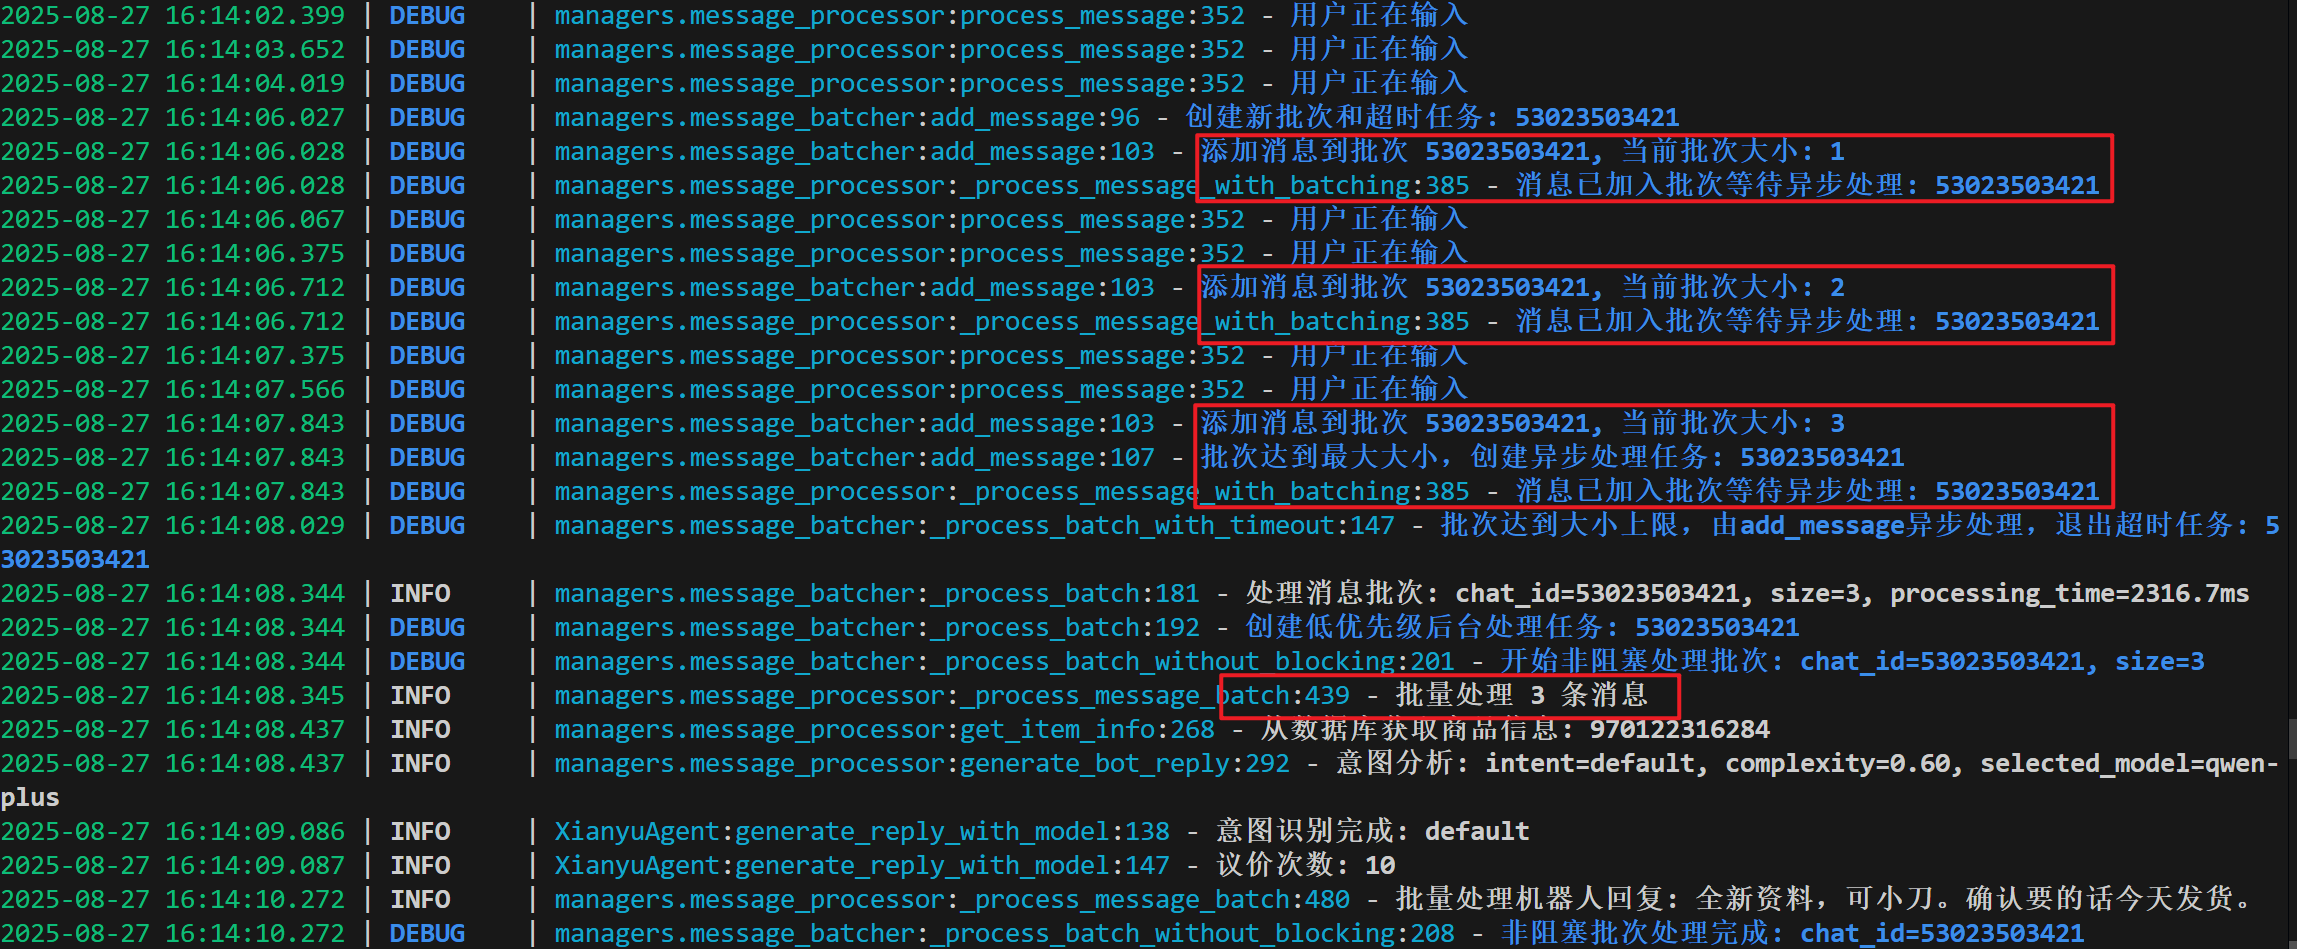 2025-08-27 16:14:02.399 | DEBUG    | managers.message_processor:process_message:352 - 用户正在输入
2025-08-27 16:14:03.652 | DEBUG    | managers.message_processor:process_message:352 - 用户正在输入
2025-08-27 16:14:04.019 | DEBUG    | managers.message_processor:process_message:352 - 用户正在输入
2025-08-27 16:14:06.027 | DEBUG    | managers.message_batcher:add_message:96 - 创建新批次和超时任务: 53023503421
2025-08-27 16:14:06.028 | DEBUG    | managers.message_batcher:add_message:103 - 添加消息到批次 53023503421, 当前批次大小: 1
2025-08-27 16:14:06.028 | DEBUG    | managers.message_processor:_process_message_with_batching:385 - 消息已加入批次等待异步处理: 53023503421
2025-08-27 16:14:06.067 | DEBUG    | managers.message_processor:process_message:352 - 用户正在输入
2025-08-27 16:14:06.375 | DEBUG    | managers.message_processor:process_message:352 - 用户正在输入
2025-08-27 16:14:06.712 | DEBUG    | managers.message_batcher:add_message:103 - 添加消息到批次 53023503421, 当前批次大小: 2
2025-08-27 16:14:06.712 | DEBUG    | managers.message_processor:_process_message_with_batching:385 - 消息已加入批次等待异步处理: 53023503421
2025-08-27 16:14:07.375 | DEBUG    | managers.message_processor:process_message:352 - 用户正在输入
2025-08-27 16:14:07.566 | DEBUG    | managers.message_processor:process_message:352 - 用户正在输入
2025-08-27 16:14:07.843 | DEBUG    | managers.message_batcher:add_message:103 - 添加消息到批次 53023503421, 当前批次大小: 3
2025-08-27 16:14:07.843 | DEBUG    | managers.message_batcher:add_message:107 - 批次达到最大大小，创建异步处理任务: 53023503421
2025-08-27 16:14:07.843 | DEBUG    | managers.message_processor:_process_message_with_batching:385 - 消息已加入批次等待异步处理: 53023503421
2025-08-27 16:14:08.029 | DEBUG    | managers.message_batcher:_process_batch_with_timeout:147 - 批次达到大小上限，由add_message异步处理，退出超时任务: 5
3023503421
2025-08-27 16:14:08.344 | INFO     | managers.message_batcher:_process_batch:181 - 处理消息批次: chat_id=53023503421, size=3, processing_time=2316.7ms
2025-08-27 16:14:08.344 | DEBUG    | managers.message_batcher:_process_batch:192 - 创建低优先级后台处理任务: 53023503421
2025-08-27 16:14:08.344 | DEBUG    | managers.message_batcher:_process_batch_without_blocking:201 - 开始非阻塞处理批次: chat_id=53023503421, size=3
2025-08-27 16:14:08.345 | INFO     | managers.message_processor:_process_message_batch:439 - 批量处理 3 条消息
2025-08-27 16:14:08.437 | INFO     | managers.message_processor:get_item_info:268 - 从数据库获取商品信息: 970122316284
2025-08-27 16:14:08.437 | INFO     | managers.message_processor:generate_bot_reply:292 - 意图分析: intent=default, complexity=0.60, selected_model=qwen-
plus
2025-08-27 16:14:09.086 | INFO     | XianyuAgent:generate_reply_with_model:138 - 意图识别完成: default
2025-08-27 16:14:09.087 | INFO     | XianyuAgent:generate_reply_with_model:147 - 议价次数: 10
2025-08-27 16:14:10.272 | INFO     | managers.message_processor:_process_message_batch:480 - 批量处理机器人回复: 全新资料，可小刀。确认要的话今天发货。
2025-08-27 16:14:10.272 | DEBUG    | managers.message_batcher:_process_batch_without_blocking:208 - 非阻塞批次处理完成: chat_id=53023503421